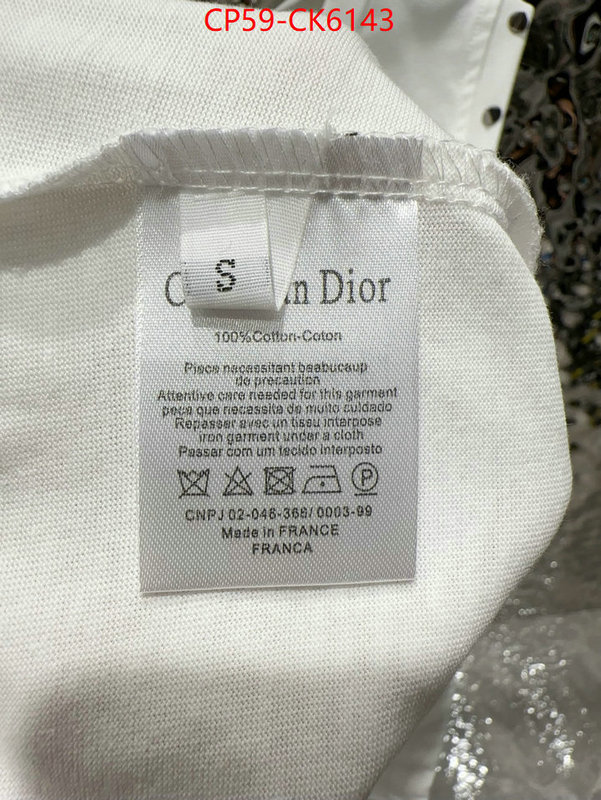 CP59-CK6143
S
C n Dior
100%Cotton-Coton
Piece necessitant beabucaup
de precaution
Attentive care needed for this garment
peça que necessita de muito cuidado
Repasser avec un tissu interpose
iron garment under a cloth
Passar com um tecido interposto
P
CNPJ 02-046-366/0003-99
Made in FRANCE
FRANCA